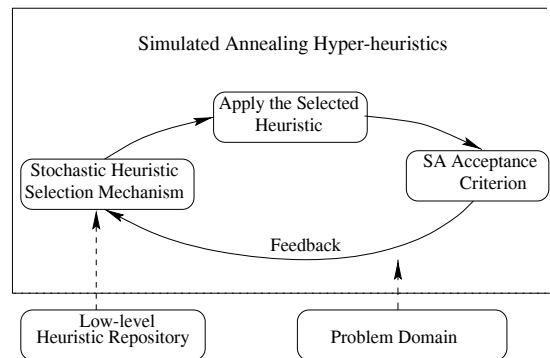 Simulated Annealing Hyper-heuristics
Apply the Selected
Heuristic
Stochastic Heuristic
Selection Mechanism
SA Acceptance
Criterion
Feedback
Low-level
Heuristic Repository
Problem Domain